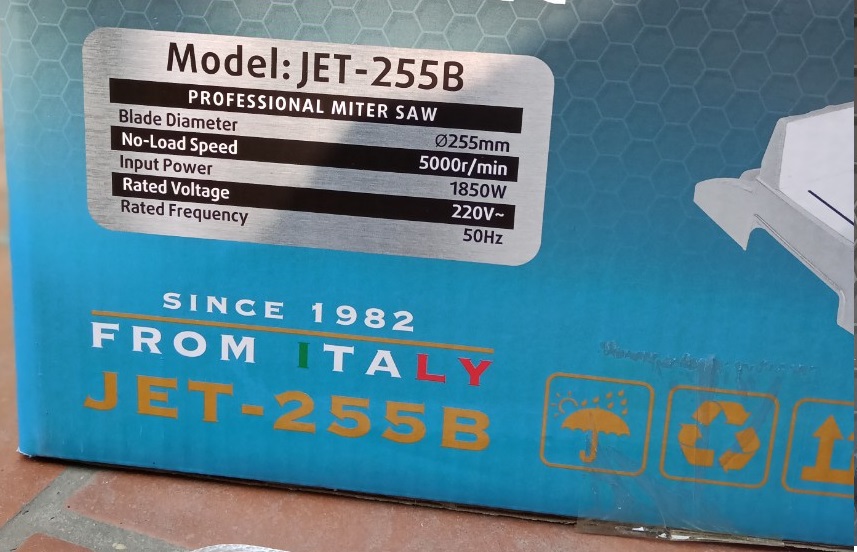 Model: JET-255B
PROFESSIONAL MITER SAW
Blade Diameter Ø255mm
No-Load Speed 5000r/min
Input Power 1850W
Rated Voltage 220V~
Rated Frequency 50Hz
SINCE 1982
FROM ITALY
JET-255B